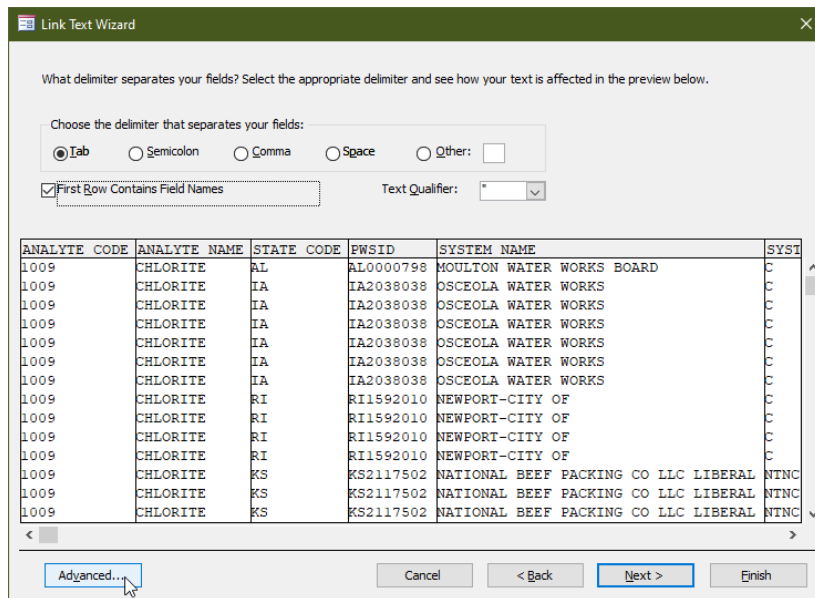 Link Text Wizard
What delimiter separates your fields? Select the appropriate delimiter and see how your text is affected in the preview below.
Choose the delimiter that separates your fields:
Tab Semicolon Comma Space Other:
First Row Contains Field Names Text Qualifier: "
ANALYTE CODE ANALYTE NAME STATE CODE PWSID SYSTEM NAME SYST
1009 CHLORITE AL AL0000798 MOULTON WATER WORKS BOARD C
1009 CHLORITE IA IA2038038 OSCEOLA WATER WORKS C
1009 CHLORITE IA IA2038038 OSCEOLA WATER WORKS C
1009 CHLORITE IA IA2038038 OSCEOLA WATER WORKS C
1009 CHLORITE IA IA2038038 OSCEOLA WATER WORKS C
1009 CHLORITE IA IA2038038 OSCEOLA WATER WORKS C
1009 CHLORITE IA IA2038038 OSCEOLA WATER WORKS C
1009 CHLORITE RI RI1592010 NEWPORT-CITY OF C
1009 CHLORITE RI RI1592010 NEWPORT-CITY OF C
1009 CHLORITE RI RI1592010 NEWPORT-CITY OF C
1009 CHLORITE RI RI1592010 NEWPORT-CITY OF C
1009 CHLORITE KS KS2117502 NATIONAL BEEF PACKING CO LLC LIBERAL NTNC
1009 CHLORITE KS KS2117502 NATIONAL BEEF PACKING CO LLC LIBERAL NTNC
1009 CHLORITE KS KS2117502 NATIONAL BEEF PACKING CO LLC LIBERAL NTNC
Advanced... Cancel < Back Next > Finish